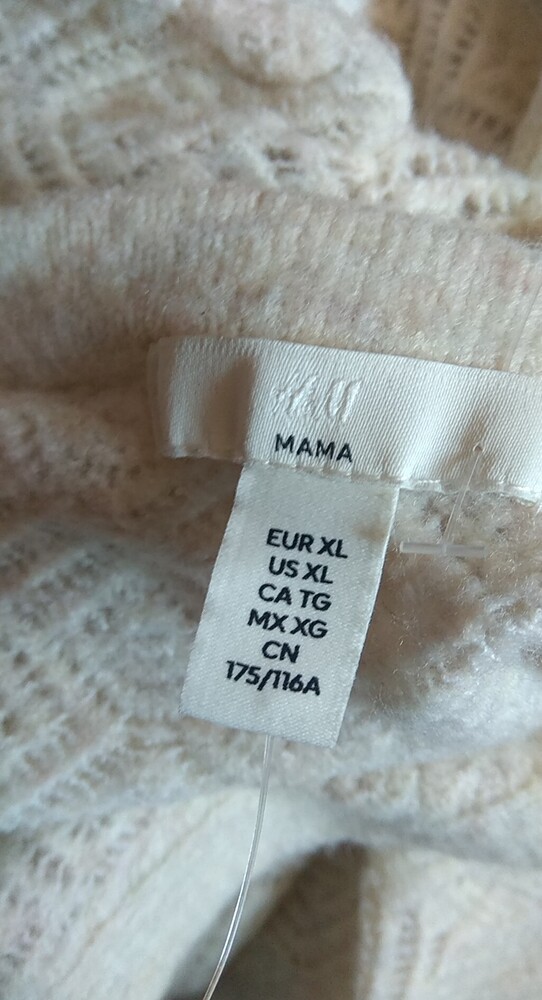 H&M
MAMA
EUR XL
US XL
CA TG
MX XG
CN
175/116A